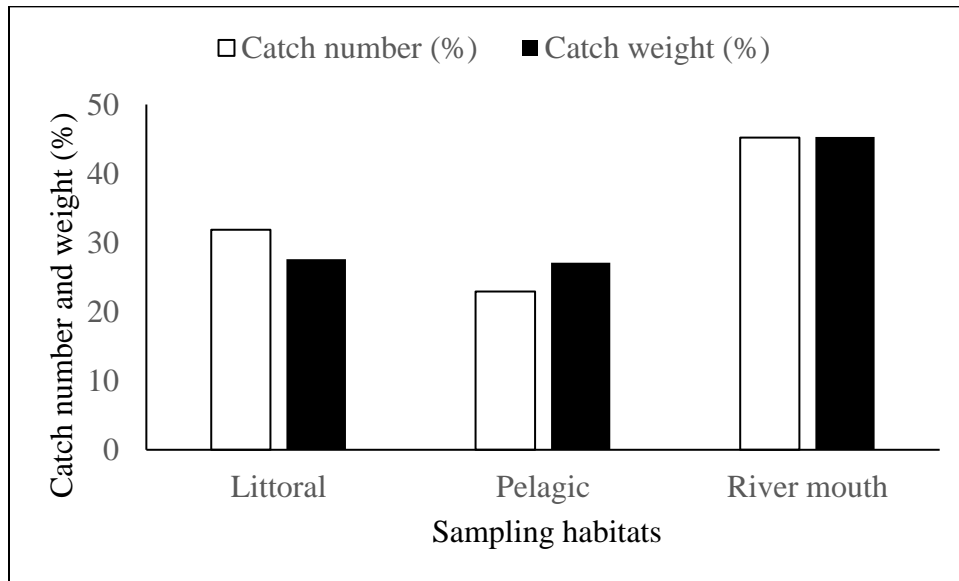 Catch number (%) Catch weight (%)
Catch number and weight (%)
50
40
30
20
10
0
Littoral Pelagic River mouth
Sampling habitats